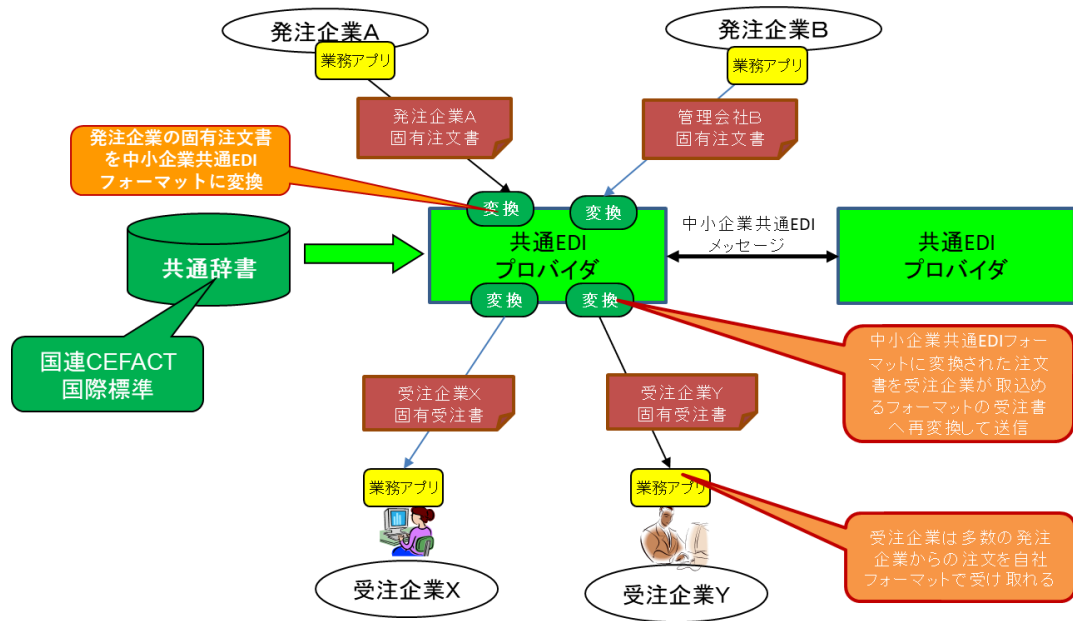 発注企業A
業務アプリ
発注企業B
業務アプリ
発注企業A
固有注文書
管理会社B
固有注文書
発注企業の固有注文書
を中小企業共通EDI
フォーマットに変換
変換
変換
共通EDI
プロバイダ
中小企業共通EDI
メッセージ
共通EDI
プロバイダ
共通辞書
変換
変換
国連CEFACT
国際標準
中小企業共通EDIフォー
マットに変換された注文
書を受注企業が取込め
るフォーマットの受注書
へ再変換して送信
受注企業X
固有受注書
受注企業Y
固有受注書
業務アプリ
業務アプリ
受注企業は多数の発注
企業からの注文を自社
フォーマットで受け取れる
受注企業X
受注企業Y